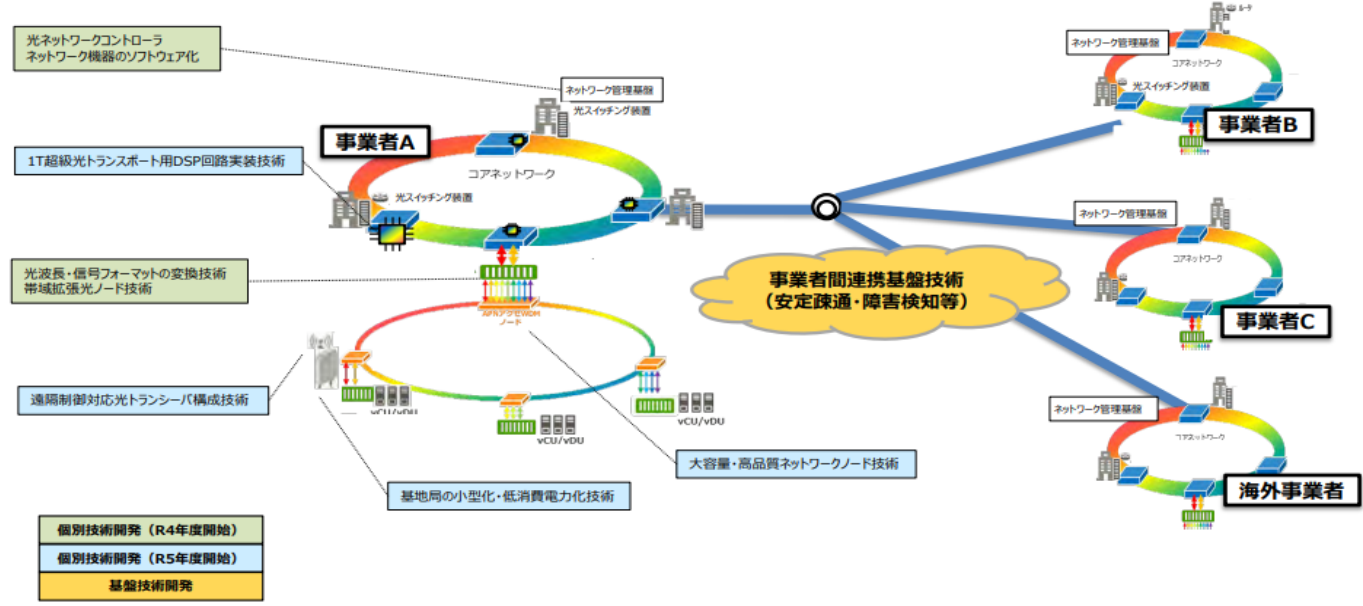 光ネットワークコントローラ
ネットワーク機器のソフトウェア化
ネットワーク管理基盤
光スイッチング装置
事業者A
コアネットワーク
1T超級光トランスポート用DSP回路実装技術
光スイッチング装置
光波長・信号フォーマットの変換技術
帯域拡張光ノード技術
APNアクセWDM
ノード
遠隔制御対応光トランシーバ構成技術
vCU/vDU
vCU/vDU
vCU/vDU
大容量・高品質ネットワークノード技術
基地局の小型化・低消費電力化技術
事業者間連携基盤技術
（安定疎通・障害検知等）
ルータ
ネットワーク管理基盤
コアネットワーク
光スイッチング装置
事業者B
ネットワーク管理基盤
コアネットワーク
事業者C
ネットワーク管理基盤
コアネットワーク
海外事業者
個別技術開発（R4年度開始）
個別技術開発（R5年度開始）
基盤技術開発